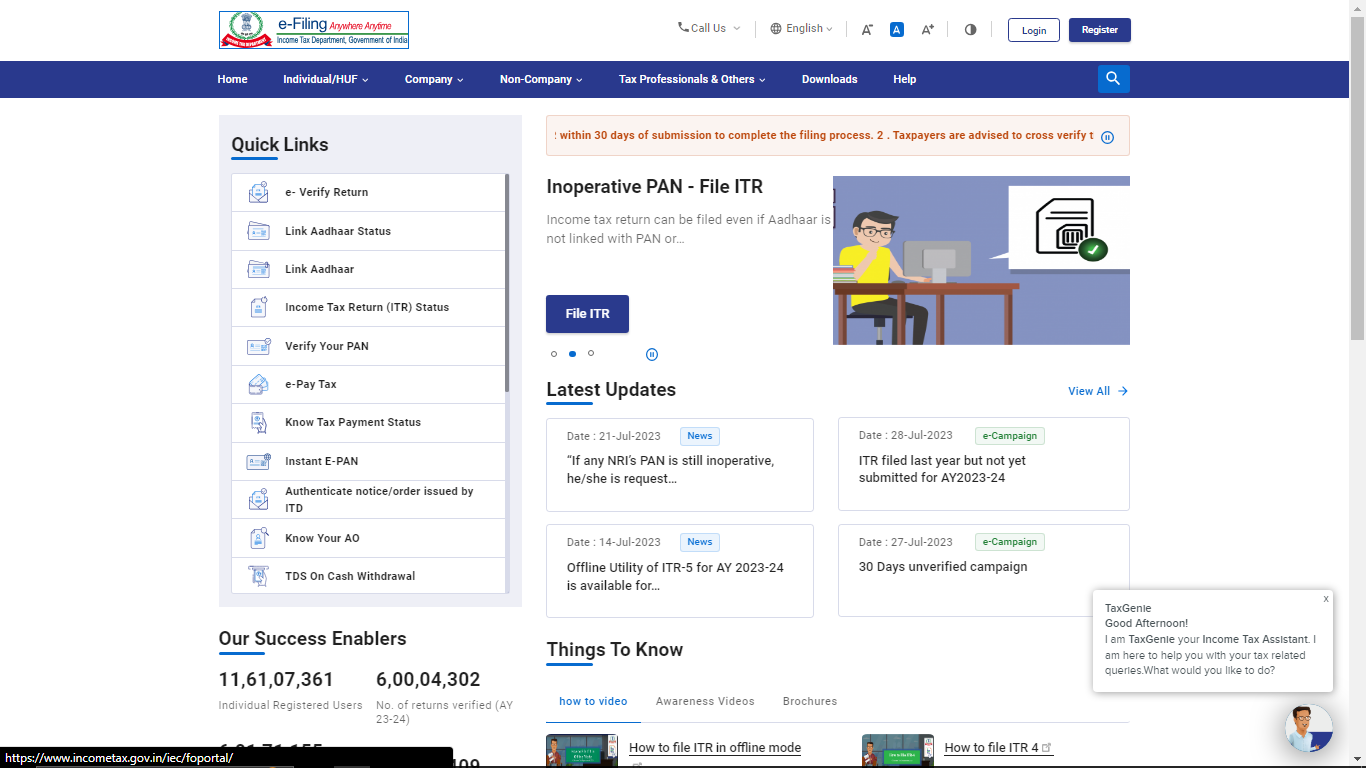 e-Filing Anywhere Anytime
Income Tax Department, Government of India
Call Us
English
A-
A
A+
Login
Register
Home
Individual/HUF
Company
Non-Company
Tax Professionals & Others
Downloads
Help
Quick Links
e- Verify Return
Link Aadhaar Status
Link Aadhaar
Income Tax Return (ITR) Status
Verify Your PAN
e-Pay Tax
Know Tax Payment Status
Instant E-PAN
Authenticate notice/order issued by
ITD
Know Your AO
TDS On Cash Withdrawal
Our Success Enablers
11,61,07,361
6,00,04,302
Individual Registered Users
No. of returns verified (AY
23-24)
within 30 days of submission to complete the filing process. 2 . Taxpayers are advised to cross verify t
Inoperative PAN - File ITR
Income tax return can be filed even if Aadhaar is
not linked with PAN or...
File ITR
Latest Updates
View All
Date : 21-Jul-2023
News
“If any NRI’s PAN is still inoperative,
he/she is request...
Date : 28-Jul-2023
e-Campaign
ITR filed last year but not yet
submitted for AY2023-24
Date : 14-Jul-2023
News
Offline Utility of ITR-5 for AY 2023-24
is available for...
Date : 27-Jul-2023
e-Campaign
30 Days unverified campaign
Things To Know
how to video
Awareness Videos
Brochures
How to file ITR in offline mode
How to file ITR 4
x
TaxGenie
Good Afternoon!
I am TaxGenie your Income Tax Assistant. I
am here to help you with your tax related
queries.What would you like to do?
https://www.incometax.gov.in/iec/foportal/